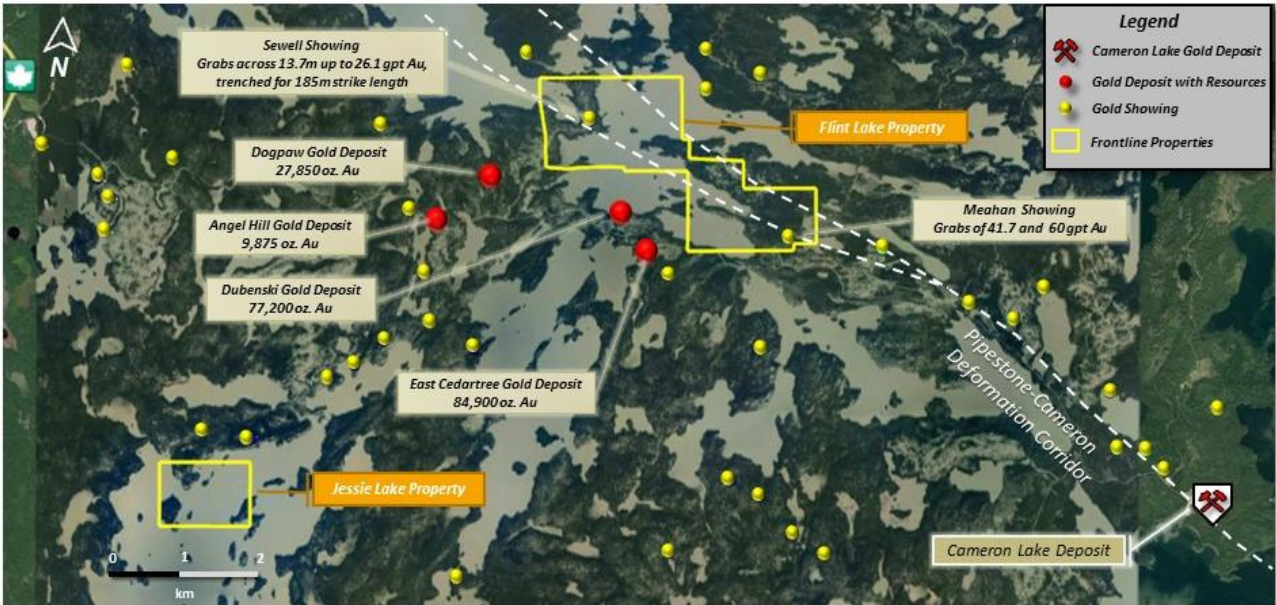 Legend
Cameron Lake Gold Deposit
Gold Deposit with Resources
Gold Showing
Frontline Properties
N
Sewell Showing
Grabs across 13.7m up to 26.1 gpt Au,
trenched for 185m strike length
Flint Lake Property
Dogpaw Gold Deposit
27,850 oz. Au
Angel Hill Gold Deposit
9,875 oz. Au
Meahan Showing
Grabs of 41.7 and 60 gpt Au
Dubenski Gold Deposit
77,200 oz. Au
East Cedartree Gold Deposit
84,900 oz. Au
Pipestone-Cameron
Deformation Corridor
Jessie Lake Property
Cameron Lake Deposit
0 1 2
km